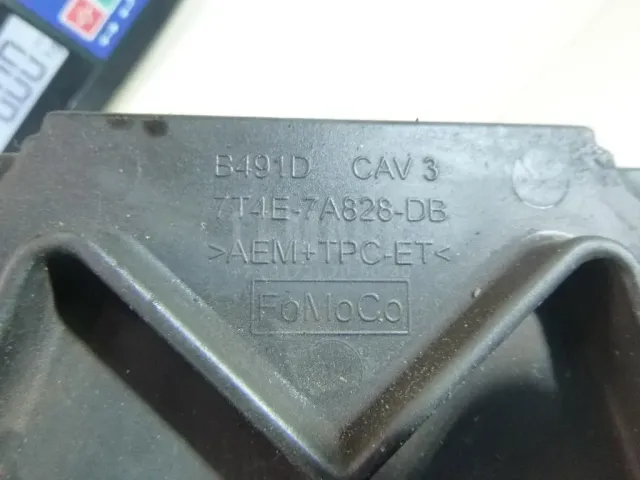 B491D CAV 3
7T4E-7A828-DB
>AEM+TPC-ET<
FoMoCo